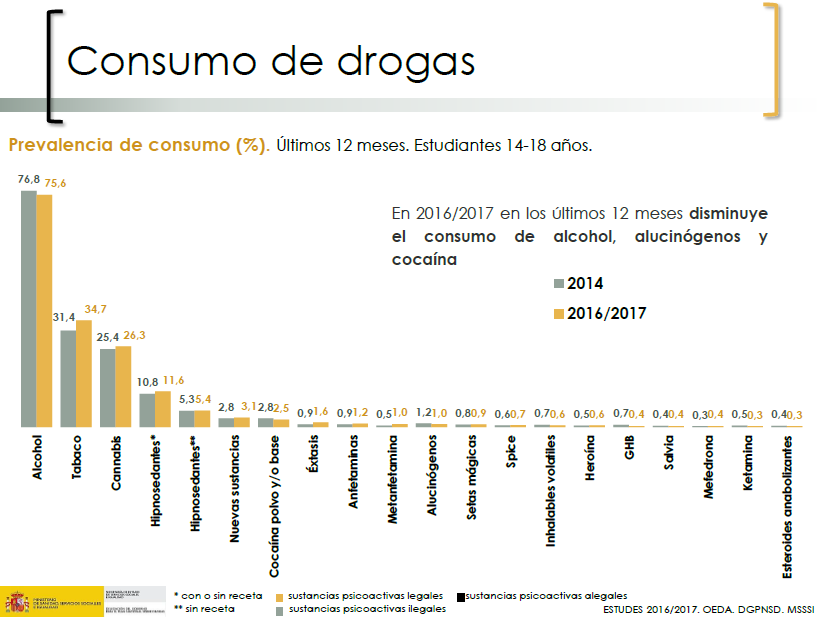 Consumo de drogas
Prevalencia de consumo (%). Últimos 12 meses. Estudiantes 14-18 años.
En 2016/2017 en los últimos 12 meses disminuye
el consumo de alcohol, alucinógenos y
cocaína
2014
2016/2017
76,8 75,6
31,4 34,7
25,4 26,3
10,8 11,6
5,3 5,4
2,8 3,1
2,8 2,5
0,9 1,6
0,9 1,2
0,5 1,0
1,2 1,0
0,8 0,9
0,6 0,7
0,7 0,6
0,5 0,6
0,7 0,4
0,4 0,4
0,3 0,4
0,5 0,3
0,4 0,3
Alcohol
Tabaco
Cannabis
Hipnosedantes*
Hipnosedantes**
Nuevas sustancias
Cocaína polvo y/o base
Éxtasis
Anfetaminas
Metanfetamina
Alucinógenos
Setas mágicas
Spice
Inhalables volátiles
Heroína
GHB
Salvia
Mefedrona
Ketamina
Esteroides anabolizantes
MINISTERIO
DE SANIDAD, SERVICIOS SOCIALES
E IGUALDAD
* con o sin receta
** sin receta
sustancias psicoactivas legales
sustancias psicoactivas ilegales
sustancias psicoactivas alegales
ESTUDES 2016/2017. OEDA. DGPNSD. MSSSI